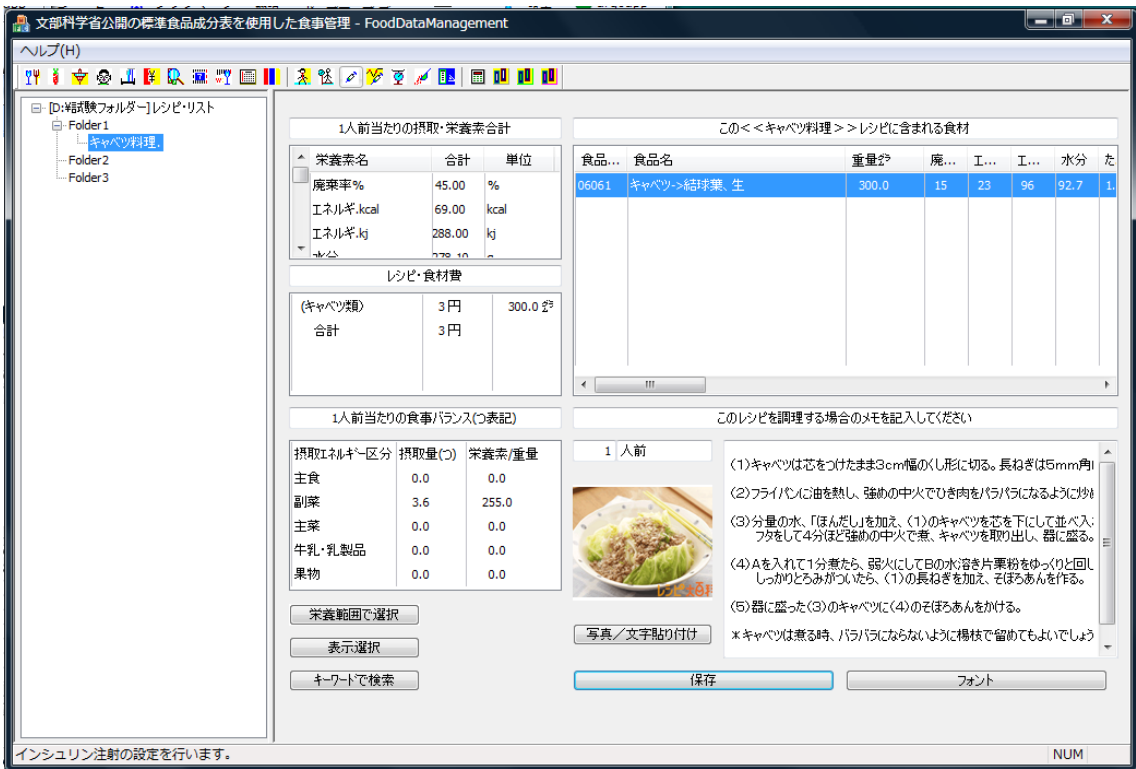 文部科学省公開の標準食品成分表を使用した食事管理 - FoodDataManagement
ヘルプ(H)
[D:¥試験フォルダー]レシピ・リスト
Folder1
キャベツ料理.
Folder2
Folder3
1人前当たりの摂取・栄養素合計
栄養素名 合計 単位
廃棄率% 45.00 %
エネルギ.kcal 69.00 kcal
エネルギ.kj 288.00 kj
水分 278.10
レシピ・食材費
(キャベツ類) 3円 300.0㌘
合計 3円
このくくキャベツ料理>>レシピに含まれる食材
食品... 食品名 重量㌘ 廃... エ... エ... 水分 た
06061 キャベツ->結球葉、生 300.0 15 23 96 92.7 1.
1人前当たりの食事バランス(つ表記)
摂取エネルギー区分 摂取量(つ) 栄養素/重量
主食 0.0 0.0
副菜 3.6 255.0
主菜 0.0 0.0
牛乳・乳製品 0.0 0.0
果物 0.0 0.0
栄養範囲で選択
表示選択
キーワードで検索
このレシピを調理する場合のメモを記入してください
1 人前
レシピ百科
写真/文字貼り付け
(1)キャベツは芯をつけたまま3cm幅のくし形に切る。長ねぎは5mm角
(2)フライパンに油を熱し、強めの中火でひき肉をパラパラになるように炒
(3)分量の水、「ほんだし」を加え、(1)のキャベツを芯を下にして並べ入
フタをして4分ほど強めの中火で煮、キャベツを取り出し、器に盛る。
(4)Aを入れて1分煮たら、弱火にしてBの水溶き片栗粉をゆっくりと回し
しっかりとろみがついたら、(1)の長ねぎを加え、そぼろあんを作る。
(5)器に盛った(3)のキャベツに(4)のそぼろあんをかける。
*キャベツは煮る時、バラバラにならないように楊枝で留めてもよいでしょう
保存
フォント
インシュリン注射の設定を行います。
NUM